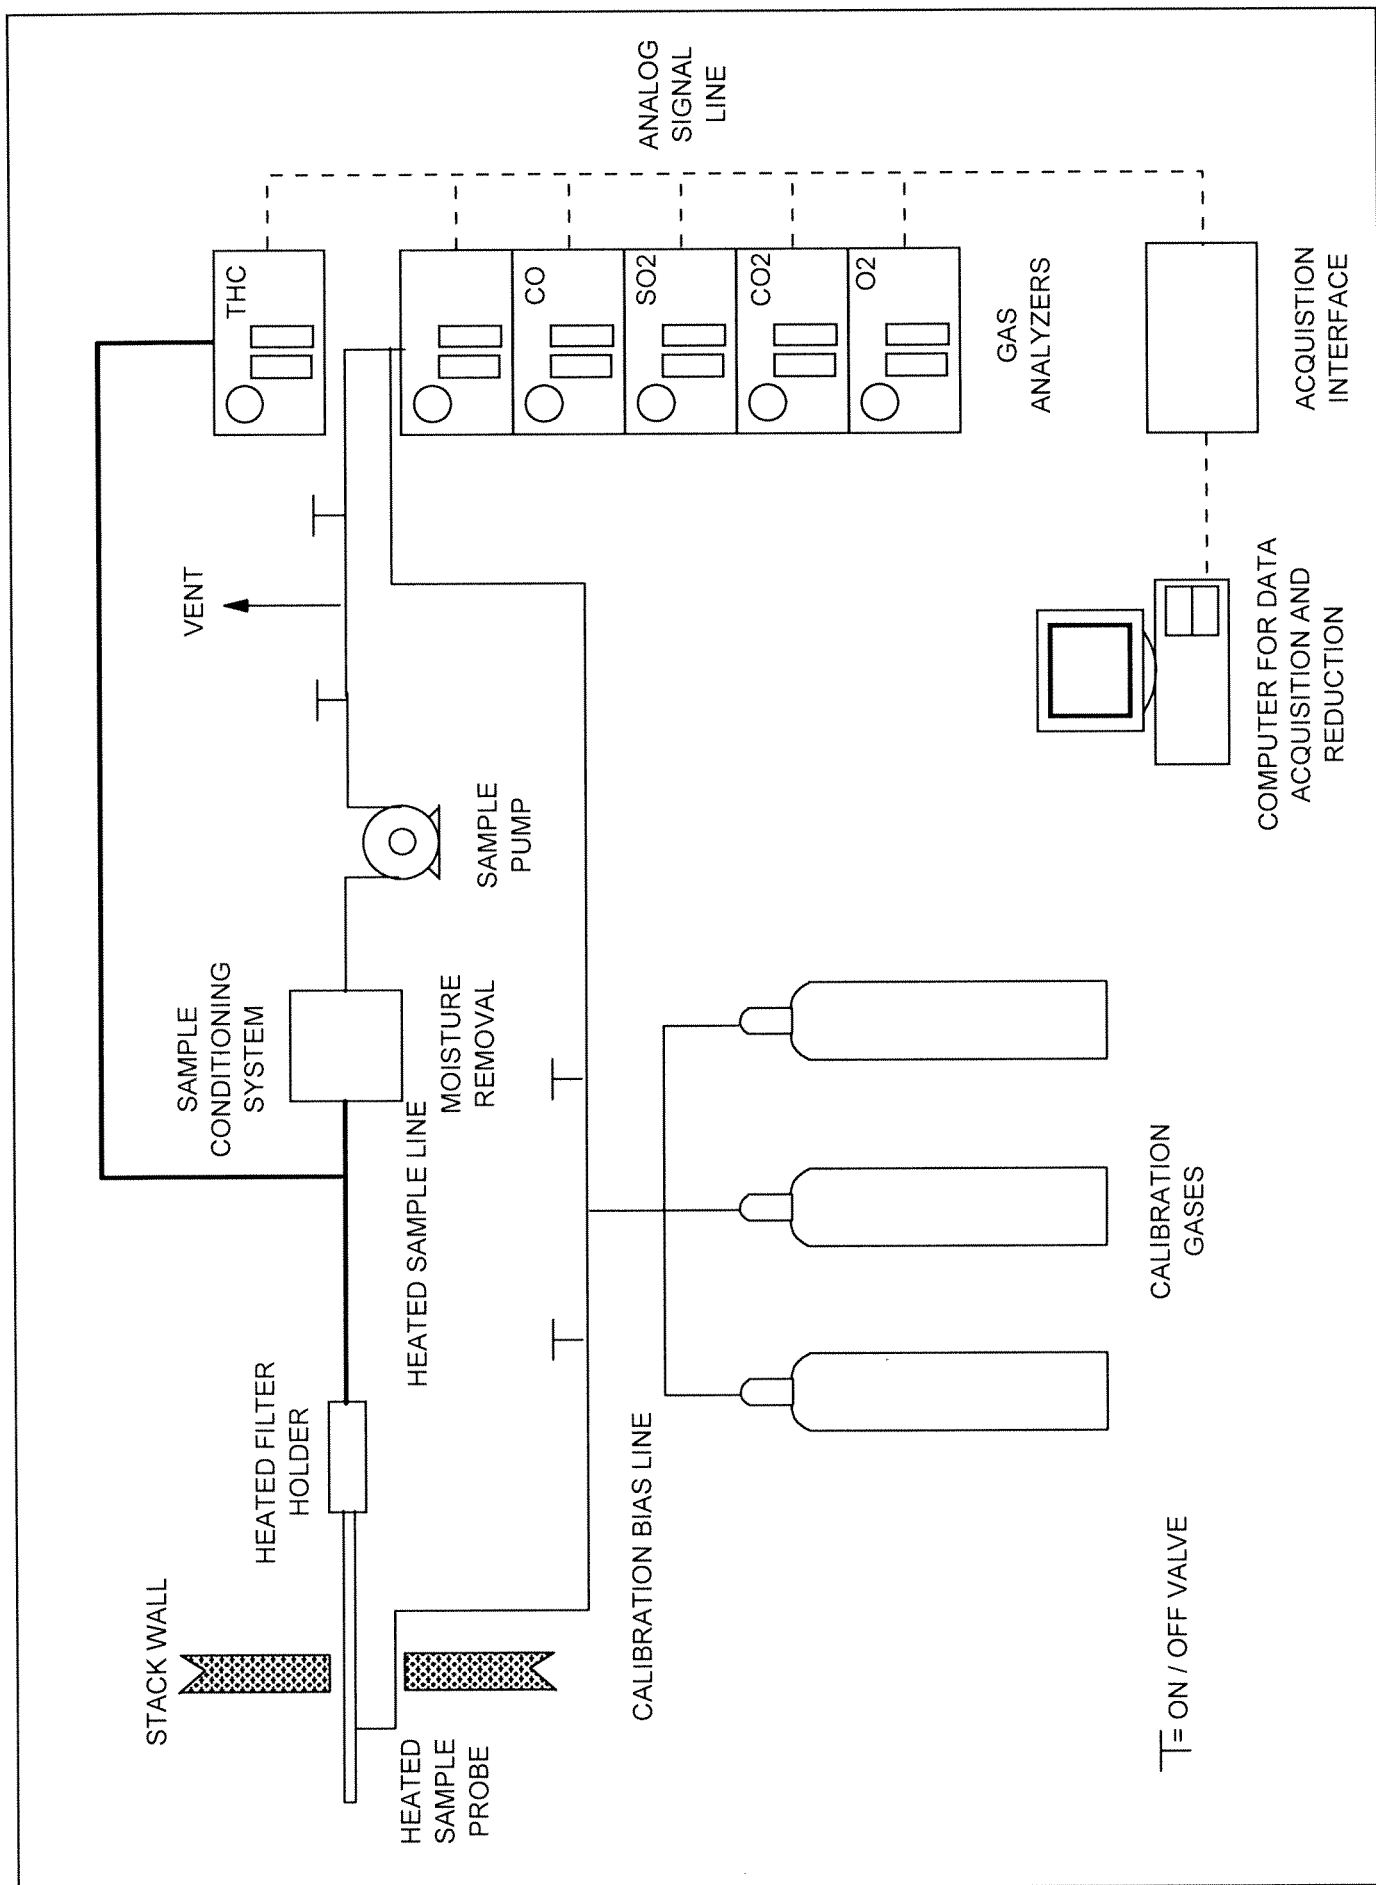 STACK WALL
HEATED FILTER
HOLDER
SAMPLE
CONDITIONING
SYSTEM
VENT
THC
ANALOG
SIGNAL
LINE
HEATED
SAMPLE
PROBE
HEATED SAMPLE LINE
MOISTURE
REMOVAL
SAMPLE
PUMP
CO
SO2
CO2
O2
GAS
ANALYZERS
CALIBRATION BIAS LINE
CALIBRATION
GASES
COMPUTER FOR DATA
ACQUISITION AND
REDUCTION
ACQUISTION
INTERFACE
= ON / OFF VALVE